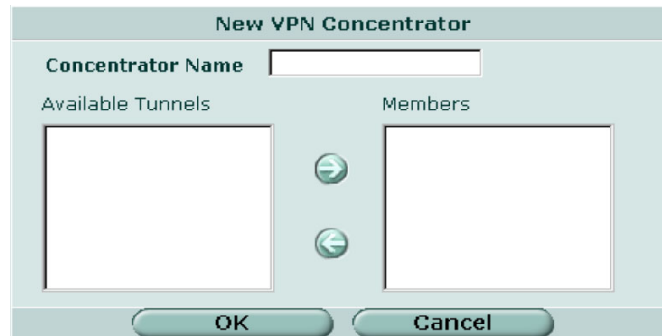 New VPN Concentrator
Concentrator Name
Available Tunnels
Members
OK
Cancel